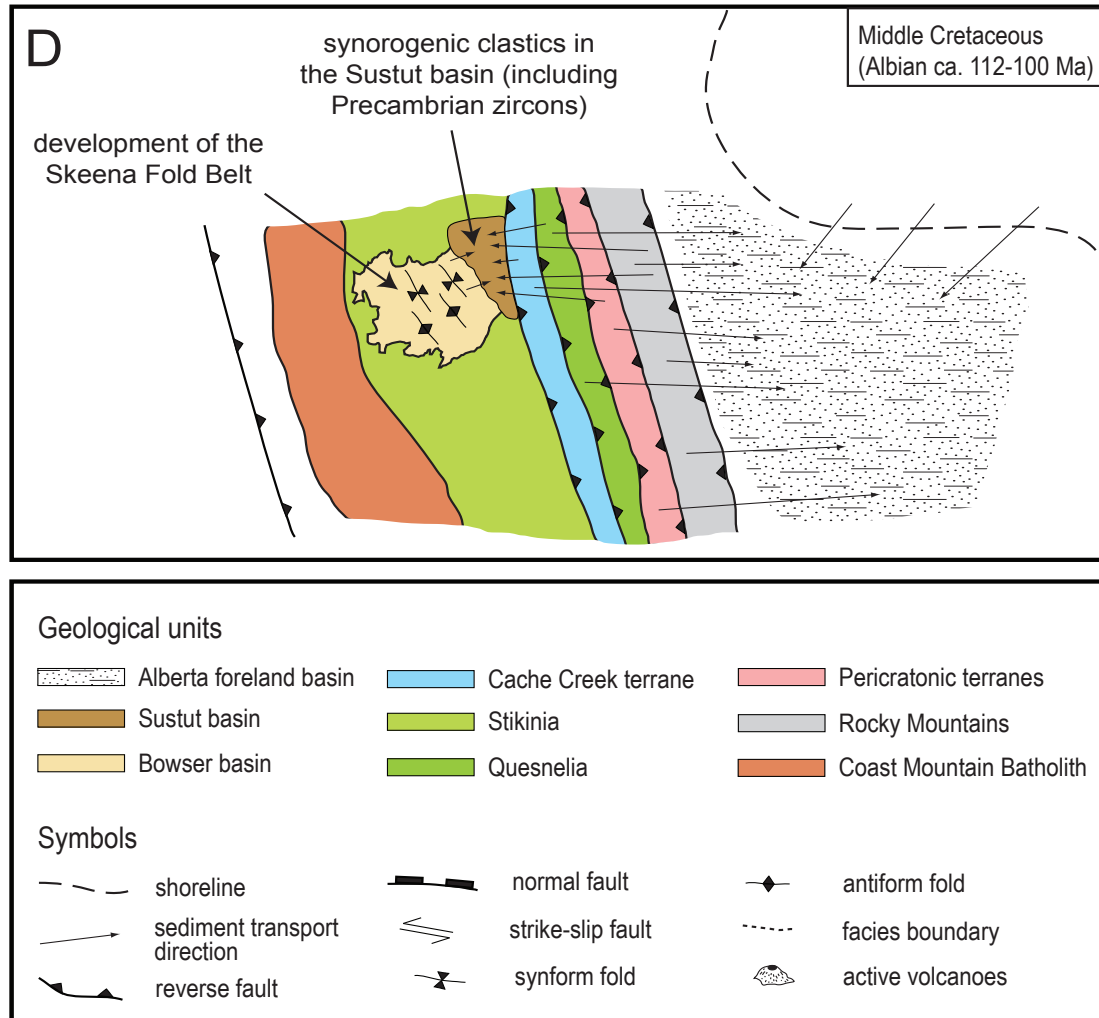 D
synorogenic clastics in
the Sustut basin (including
Precambrian zircons)
Middle Cretaceous
(Albian ca. 112-100 Ma)
development of the
Skeena Fold Belt
Geological units
Alberta foreland basin
Cache Creek terrane
Pericratonic terranes
Sustut basin
Stikinia
Rocky Mountains
Bowser basin
Quesnelia
Coast Mountain Batholith
Symbols
shoreline
normal fault
antiform fold
sediment transport
direction
strike-slip fault
facies boundary
reverse fault
synform fold
active volcanoes